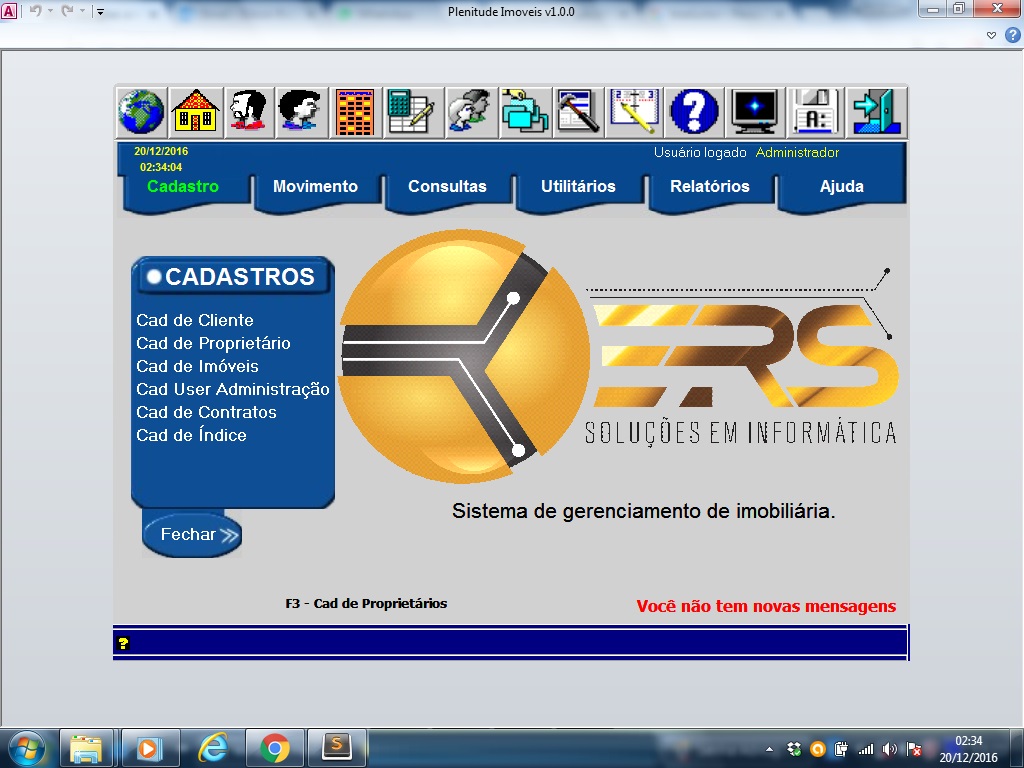 A
Plenitude Imoveis v1.0.0
?
2 3
A:
?
20/12/2016
02:34:04
Usuário logado Administrador
Cadastro Movimento Consultas Utilitários Relatórios Ajuda
CADASTROS
Cad de Cliente
Cad de Proprietário
Cad de Imóveis
Cad User Administração
Cad de Contratos
Cad de Índice
Fechar
ERS
SOLUÇÕES EM INFORMÁTICA
Sistema de gerenciamento de imobiliária.
F3 - Cad de Proprietários
Você não tem novas mensagens
?
S
02:34
20/12/2016